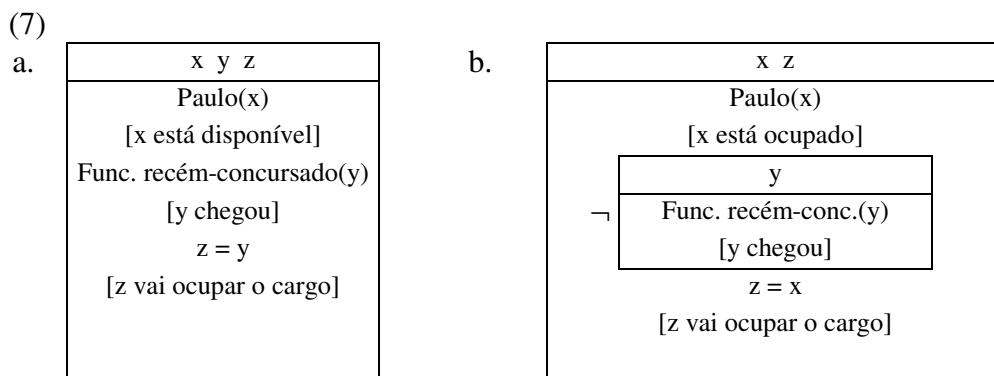 (7)
a.
x y z
Paulo(x)
[x está disponível]
Func. recém-concursado(y)
[y chegou]
z = y
[z vai ocupar o cargo]
b.
x z
Paulo(x)
[x está ocupado]
y
¬
Func. recém-conc.(y)
[y chegou]
z = x
[z vai ocupar o cargo]